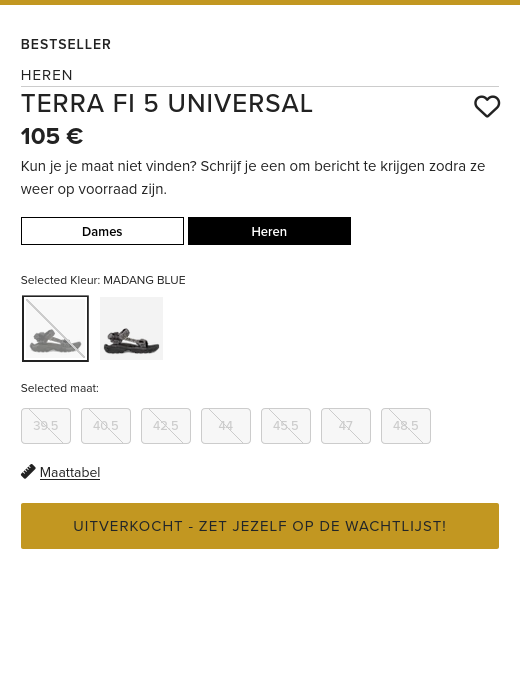 BESTSELLER
HEREN
TERRA FI 5 UNIVERSAL
105 €
Kun je je maat niet vinden? Schrijf je een om bericht te krijgen zodra ze
weer op voorraad zijn.
Dames Heren
Selected Kleur: MADANG BLUE
Selected maat:
39.5 40.5 42.5 44 45.5 47 48.5
Maattabel
UITVERKOCHT - ZET JEZELF OP DE WACHTLIJST!